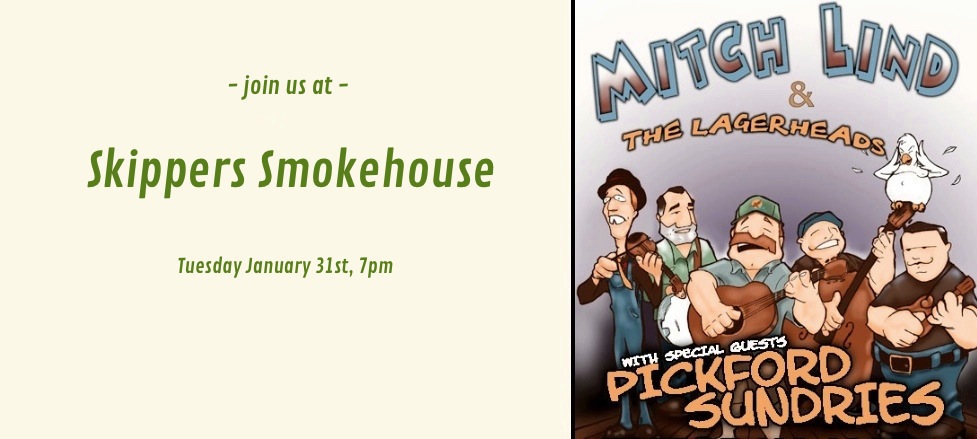 - join us at -
Skippers Smokehouse
Tuesday January 31st, 7pm
MITCH LIND
&
THE LAGERHEADS
WITH SPECIAL GUESTS
PICKFORD
SUNDRIES